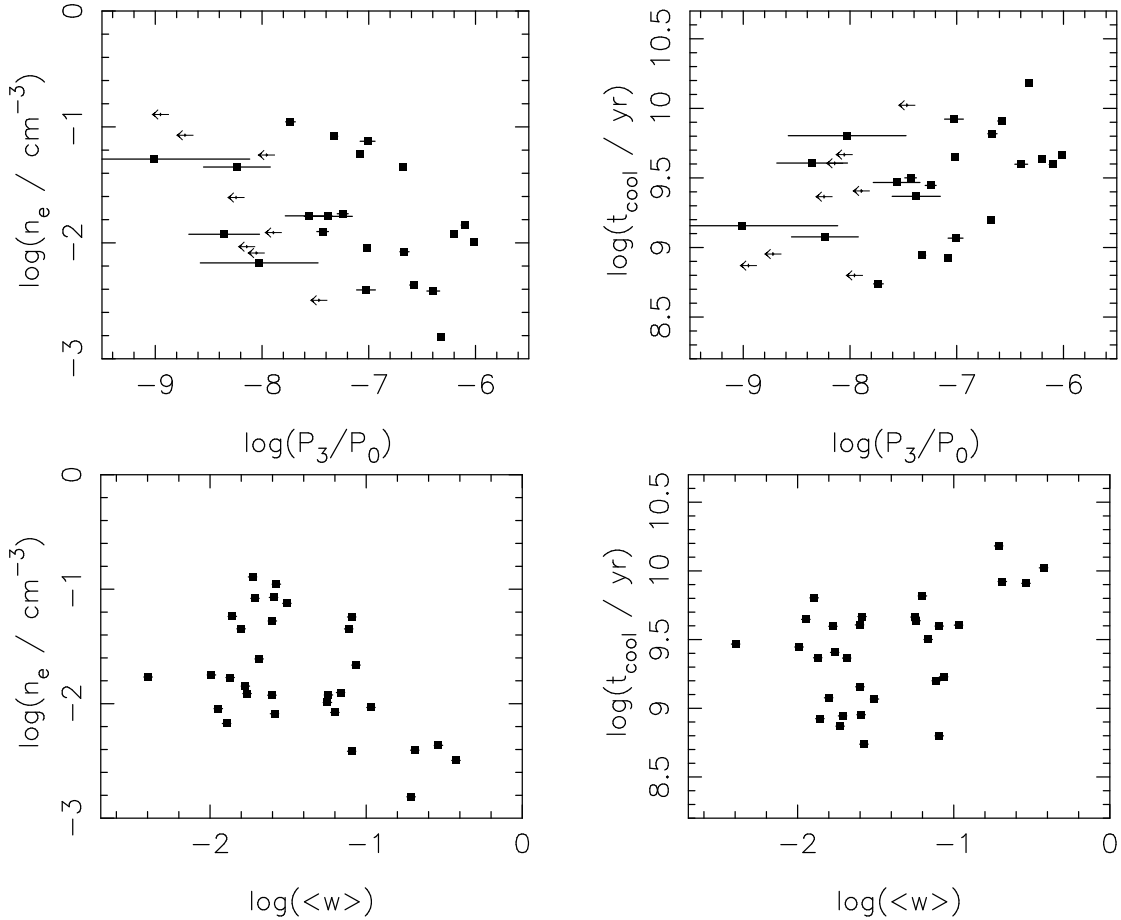 0
−1
−2
−3
log(n_e / cm^−3)
−9 −8 −7 −6
log(P_3/P_0)
10.5
10
9.5
9
8.5
log(t_cool / yr)
−9 −8 −7 −6
log(P_3/P_0)
0
−1
−2
−3
log(n_e / cm^−3)
−2 −1 0
log(<w>)
10.5
10
9.5
9
8.5
log(t_cool / yr)
−2 −1 0
log(<w>)